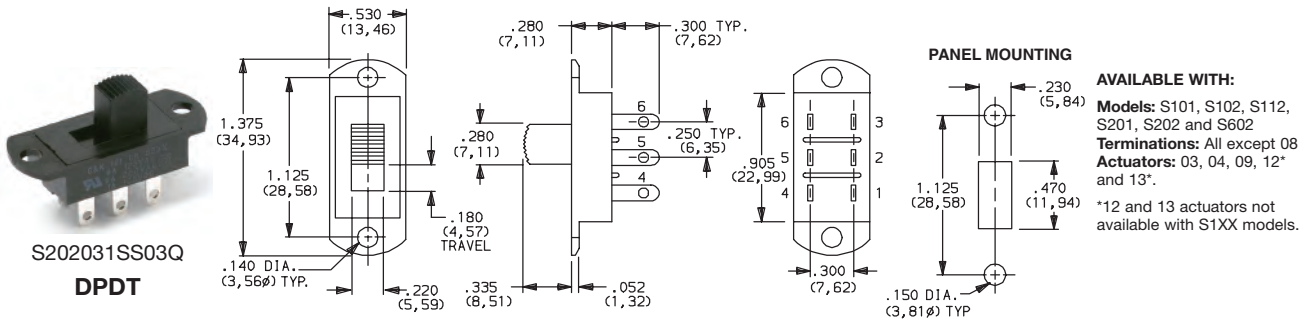 S202031SS03Q
DPDT
.530
(13,46)
1.375
(34,93)
1.125
(28,58)
.180
(4,57)
TRAVEL
.140 DIA.
(3,56ø) TYP.
.220
(5,59)
.280
(7,11)
.300 TYP.
(7,62)
.280
(7,11)
6
5
4
.250 TYP.
(6,35)
.335
(8,51)
.052
(1,32)
.905
(22,99)
6
3
5
2
4
1
.300
(7,62)
PANEL MOUNTING
.230
(5,84)
1.125
(28,58)
.470
(11,94)
.150 DIA.
(3,81ø) TYP
AVAILABLE WITH:
Models: S101, S102, S112,
S201, S202 and S602
Terminations: All except 08
Actuators: 03, 04, 09, 12*
and 13*.
*12 and 13 actuators not
available with S1XX models.